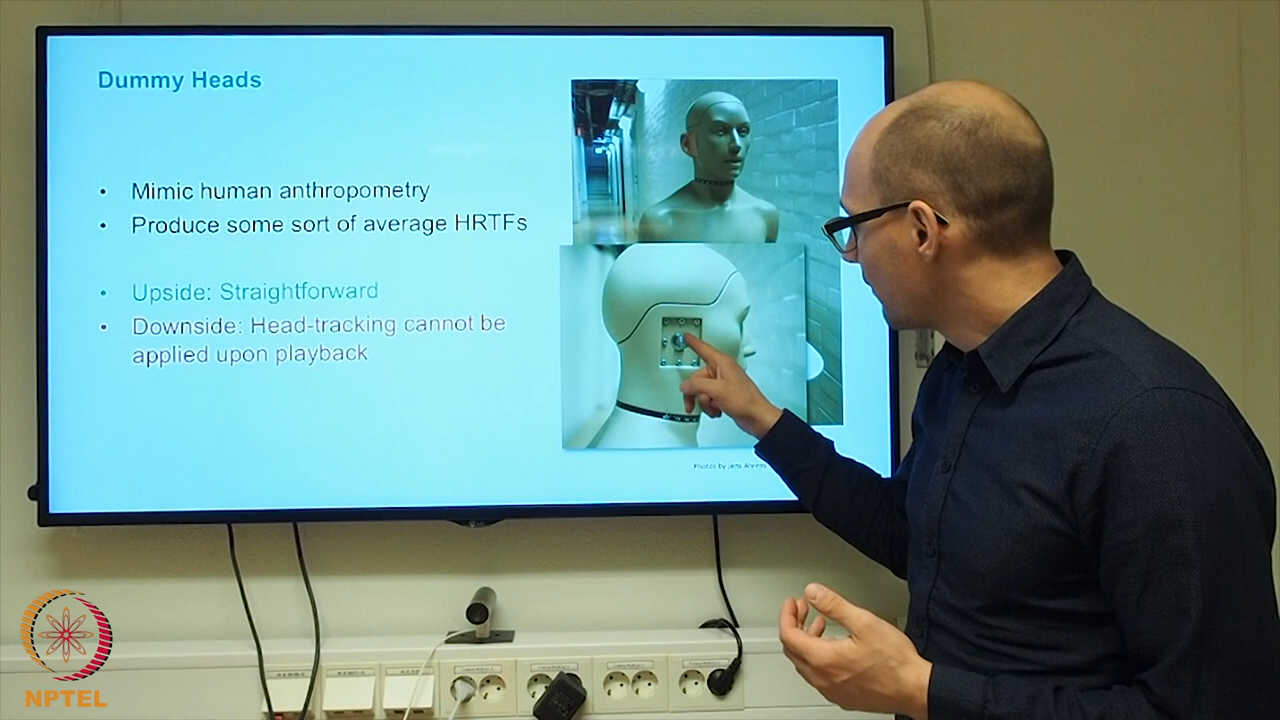 Dummy Heads
• Mimic human anthropometry
• Produce some sort of average HRTFs
• Upside: Straightforward
• Downside: Head-tracking cannot be
applied upon playback
Photos by Jens Ahrens
NPTEL